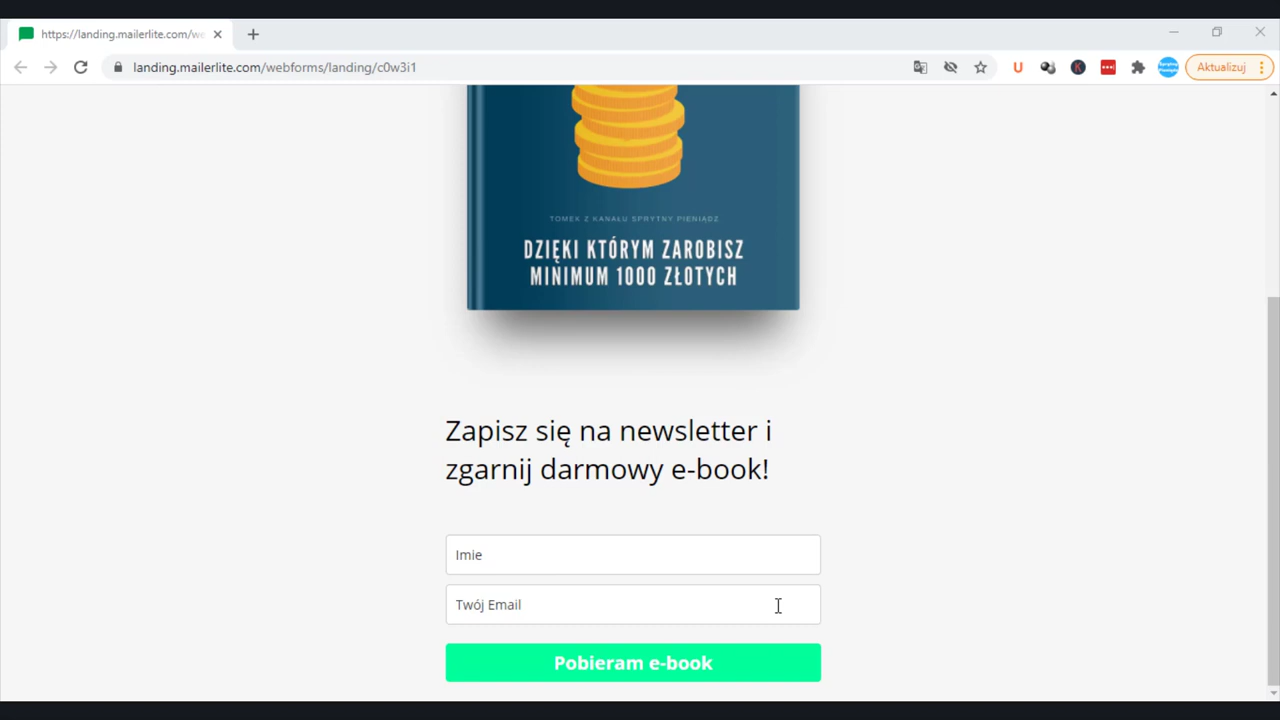 https://landing.mailerlite.com/we
landing.mailerlite.com/webforms/landing/c0w3i1
Aktualizuj
TOMEK Z KANAŁU SPRYTNY PIENIĄDZ
DZIĘKI KTÓRYM ZAROBISZ
MINIMUM 1000 ZŁOTYCH
Zapisz się na newsletter i
zgarnij darmowy e-book!
Imie
Twój Email
Pobieram e-book